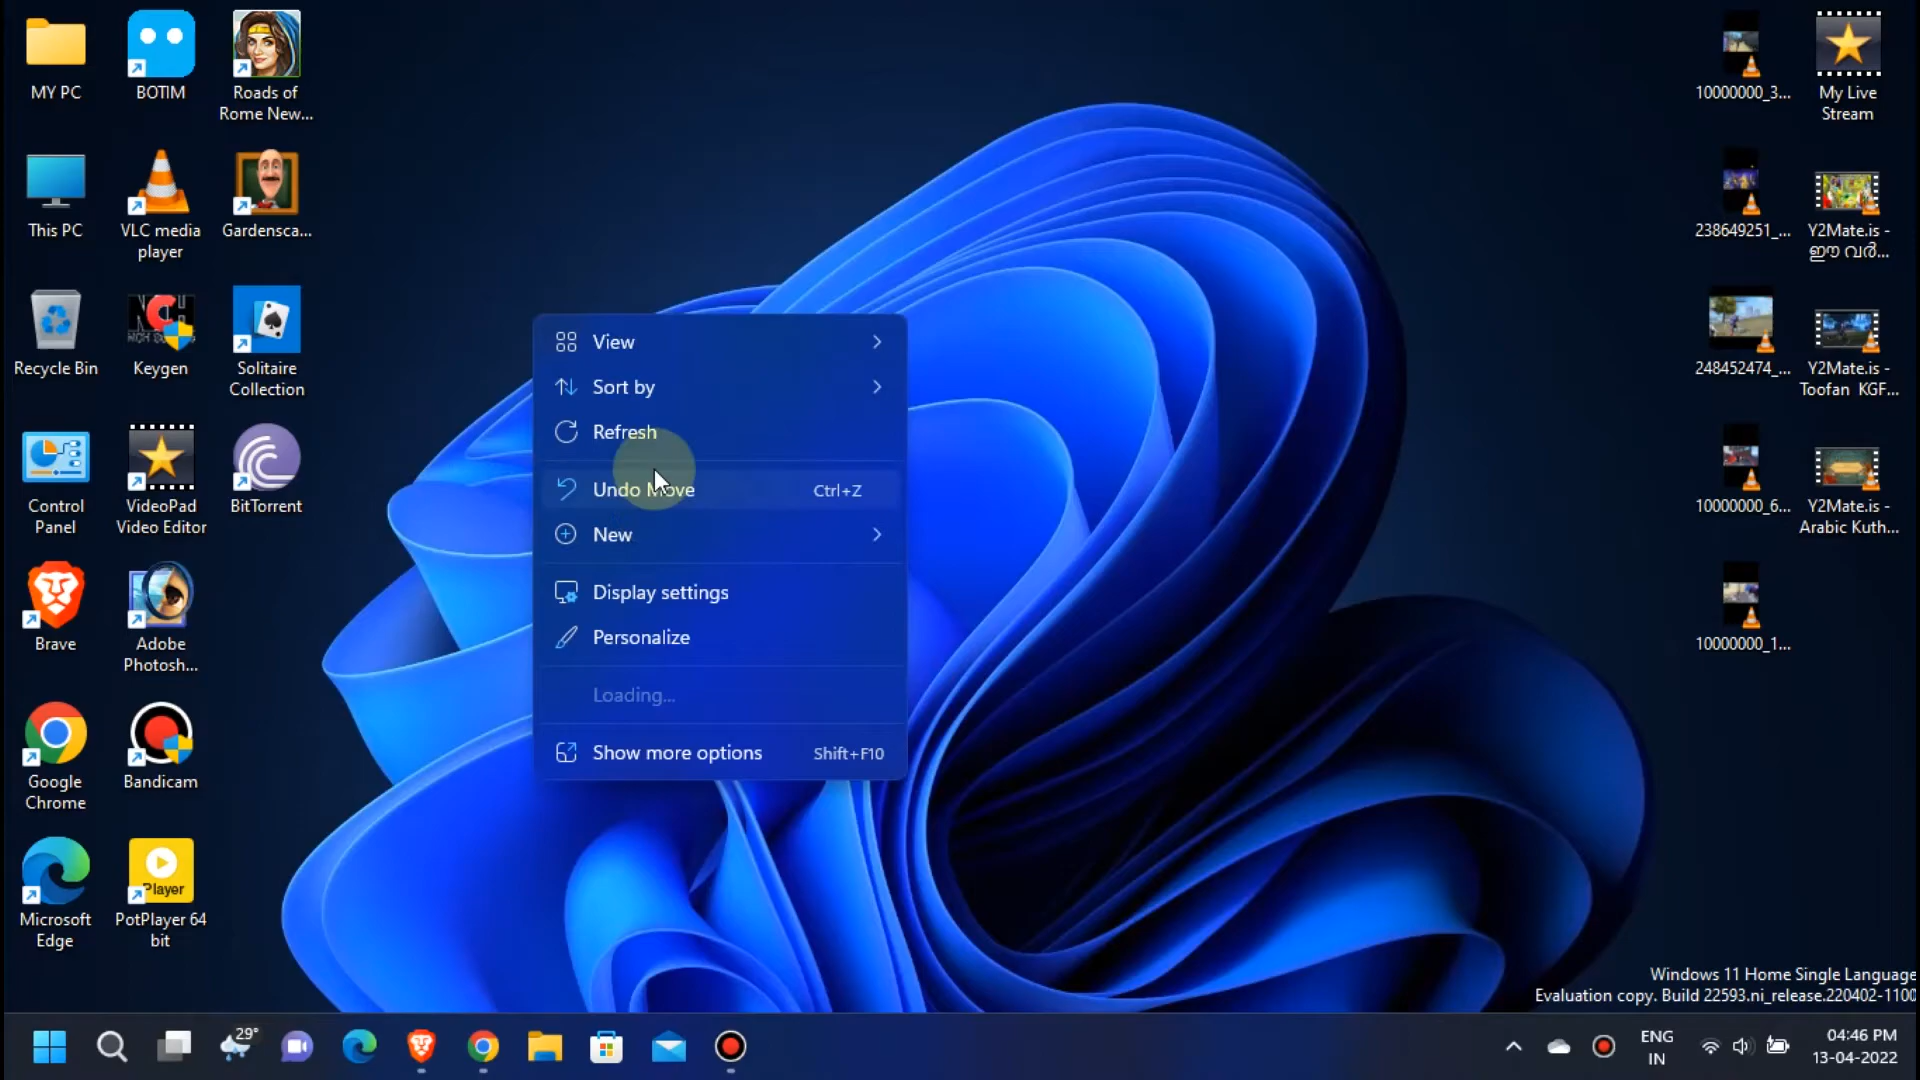 MY PC
BOTIM
Roads of
Rome New...
This PC
VLC media
player
Gardensca...
Recycle Bin
Keygen
Solitaire
Collection
Control
Panel
VideoPad
Video Editor
BitTorrent
Brave
Adobe
Photosh...
Google
Chrome
Bandicam
Microsoft
Edge
Player
PotPlayer 64
bit
View
Sort by
Refresh
Undo Move Ctrl+Z
New
Display settings
Personalize
Loading...
Show more options Shift+F10
10000000_3...
My Live
Stream
238649251_...
Y2Mate.is -
ഈ വർ...
248452474_...
Y2Mate.is -
Toofan KGF...
10000000_6...
Y2Mate.is -
Arabic Kuth...
10000000_1...
Windows 11 Home Single Language
Evaluation copy. Build 22593.ni_release.220402-1100
29°
ENG
IN
04:46 PM
13-04-2022